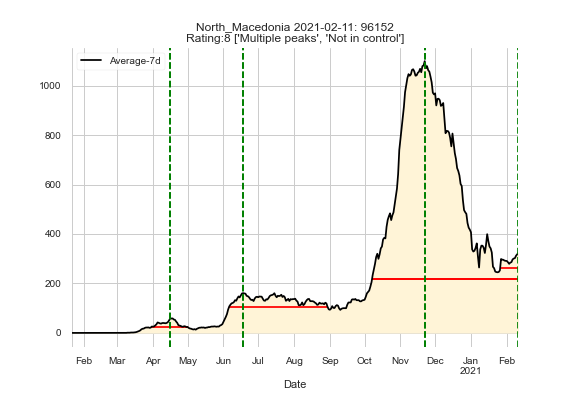 North_Macedonia 2021-02-11: 96152
Rating:8 ['Multiple peaks', 'Not in control']
Average-7d
1000
800
600
400
200
0
Feb Mar Apr May Jun Jul Aug Sep Oct Nov Dec Jan Feb
2021
Date